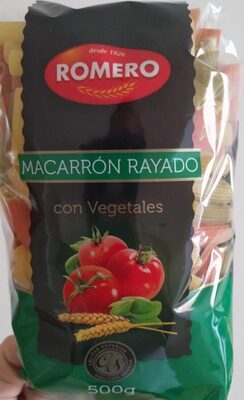 desde 1926
ROMERO
MACARRÓN RAYADO
con Vegetales
500g